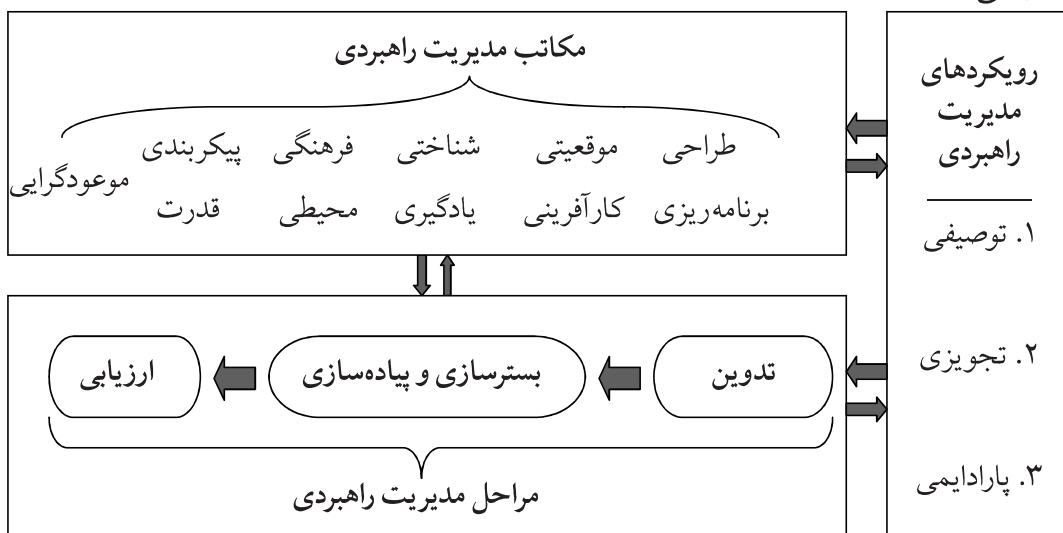 رویکردهای
مدیریت
راهبردی
۱. توصیفی
۲. تجویزی
۳. پارادایمی
مکاتب مدیریت راهبردی
طراحی موقعیتی شناختی فرهنگی پیکربندی
موعودگرایی
برنامه‌ریزی کارآفرینی یادگیری محیطی قدرت
تدوین بسترسازی و پیاده‌سازی ارزیابی
مراحل مدیریت راهبردی